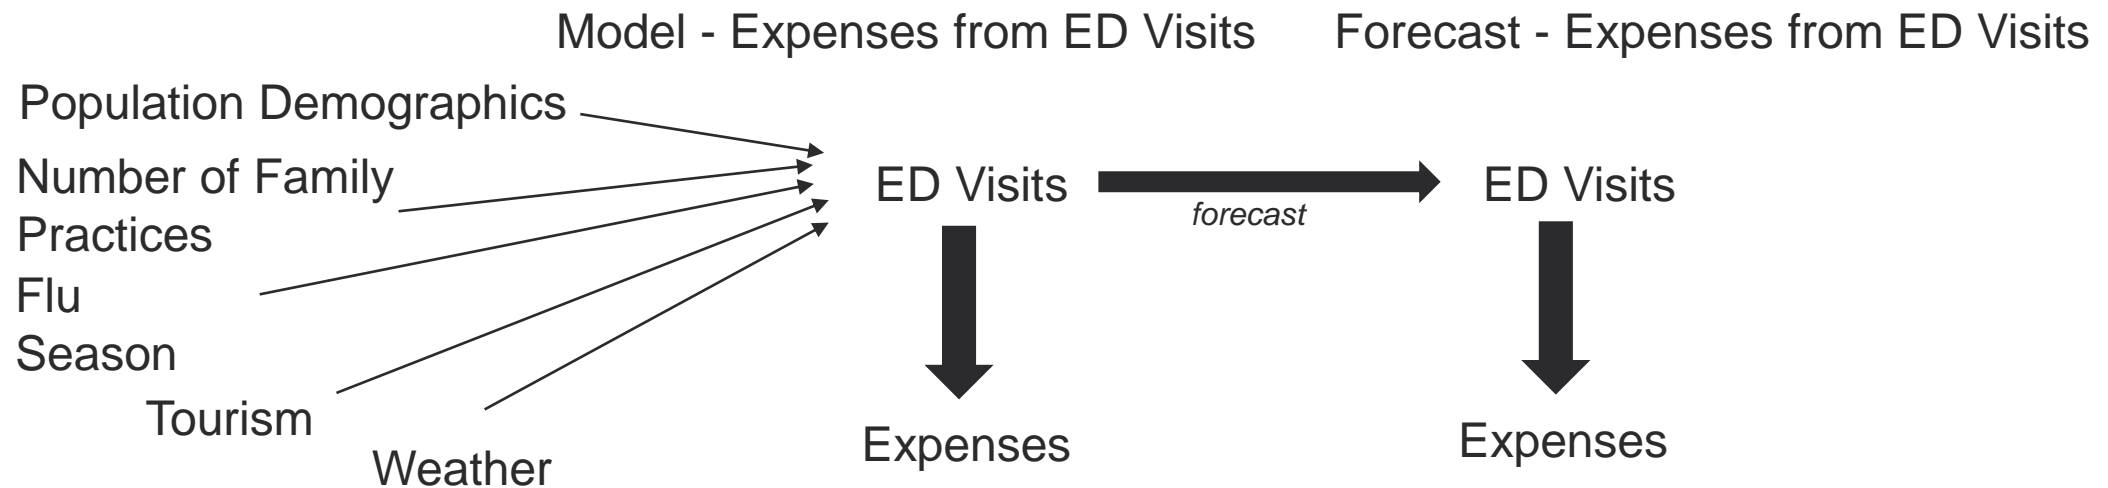 Model - Expenses from ED Visits
Forecast - Expenses from ED Visits
Population Demographics
Number of Family
Practices
Flu
Season
Tourism
Weather
ED Visits
forecast
ED Visits
Expenses
Expenses